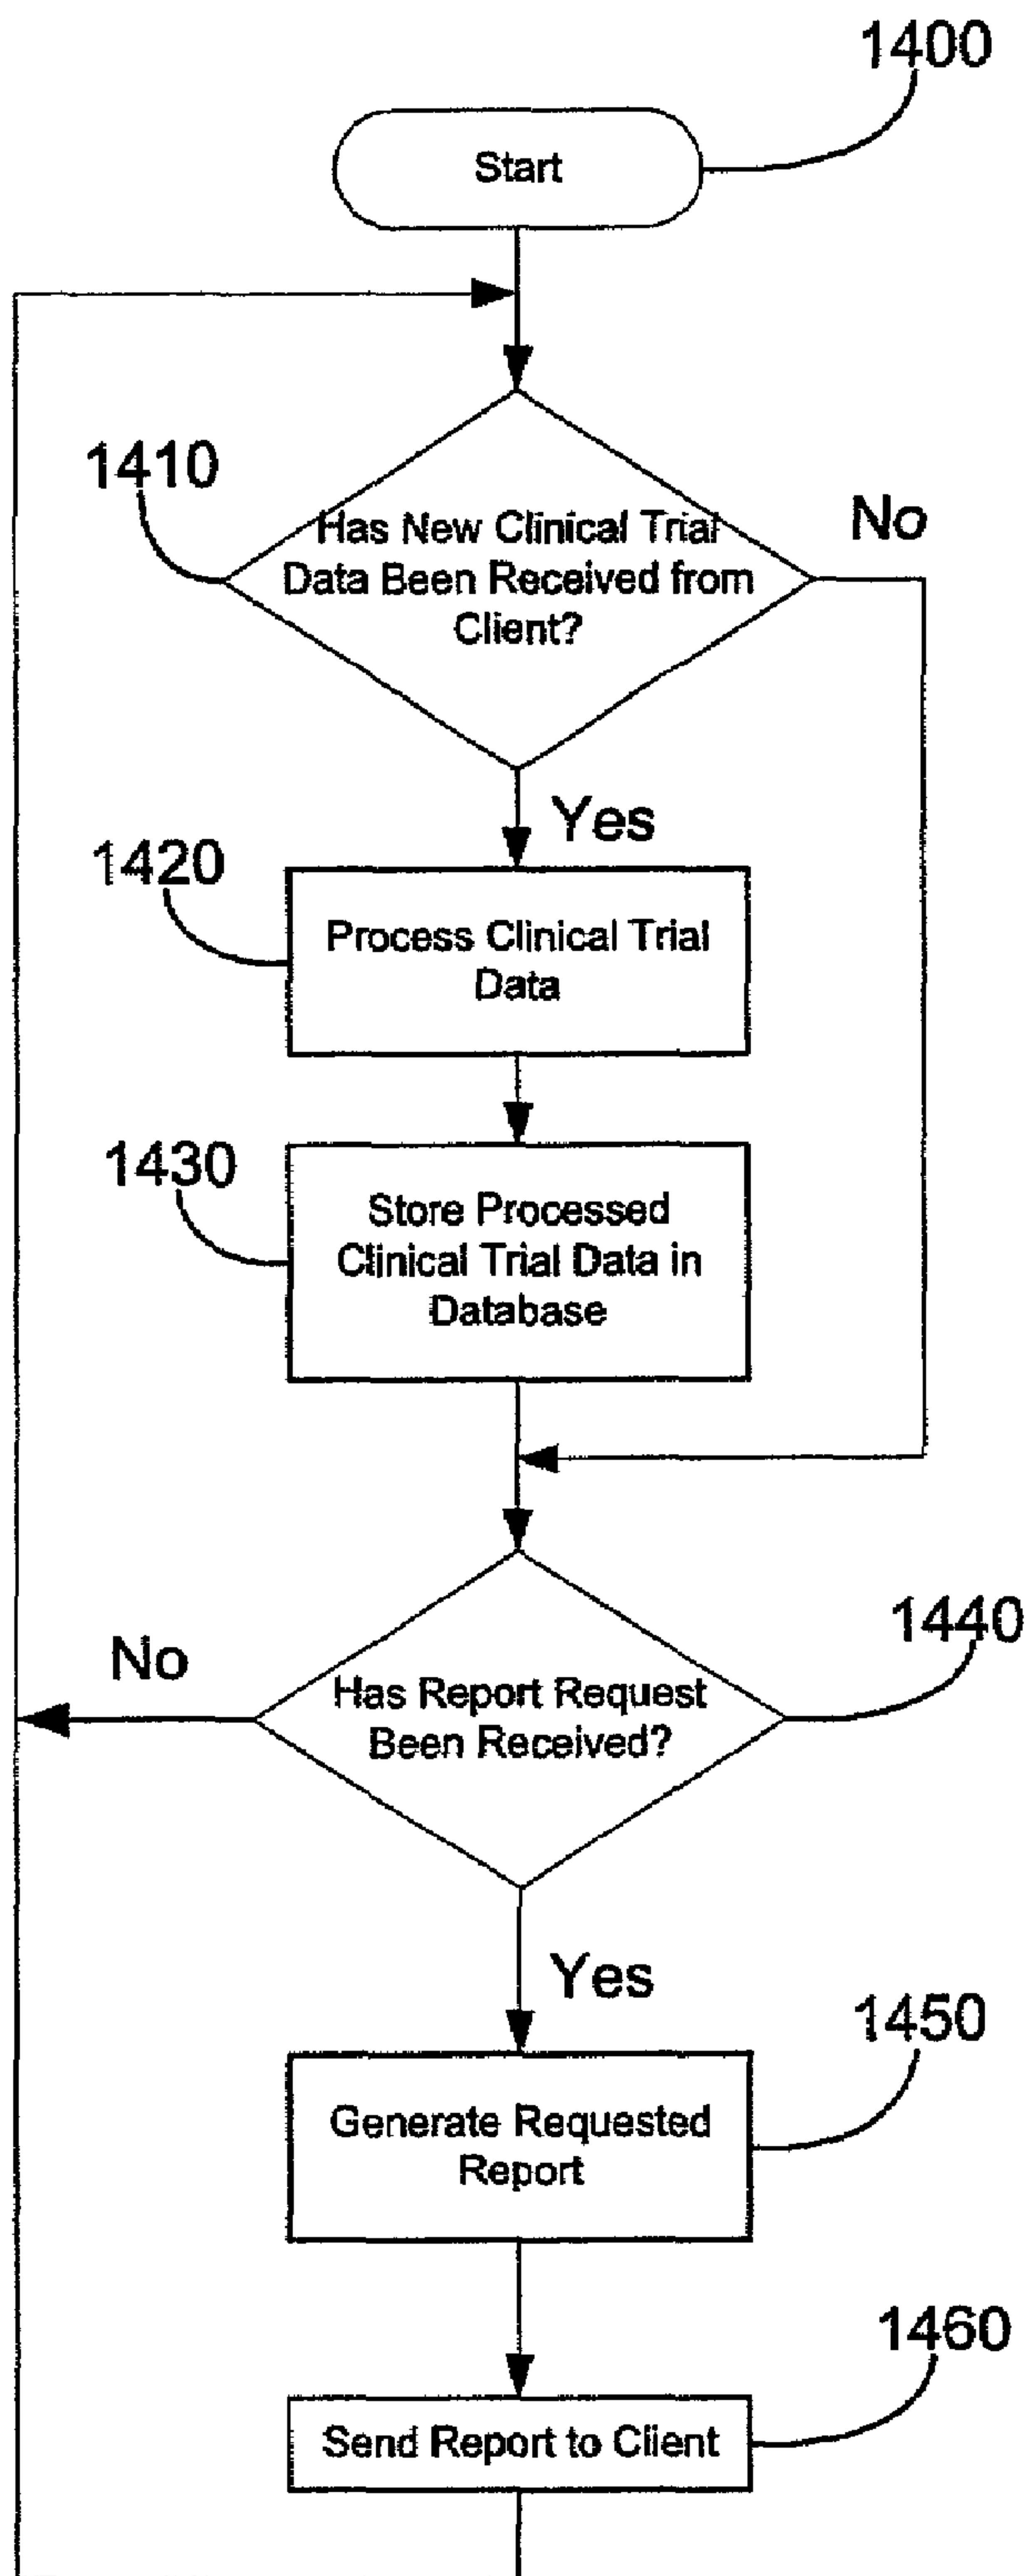 1400
Start
1410
Has New Clinical Trial
Data Been Received from
Client?
No
Yes
1420
Process Clinical Trial
Data
1430
Store Processed
Clinical Trial Data in
Database
1440
No
Has Report Request
Been Received?
Yes
1450
Generate Requested
Report
1460
Send Report to Client